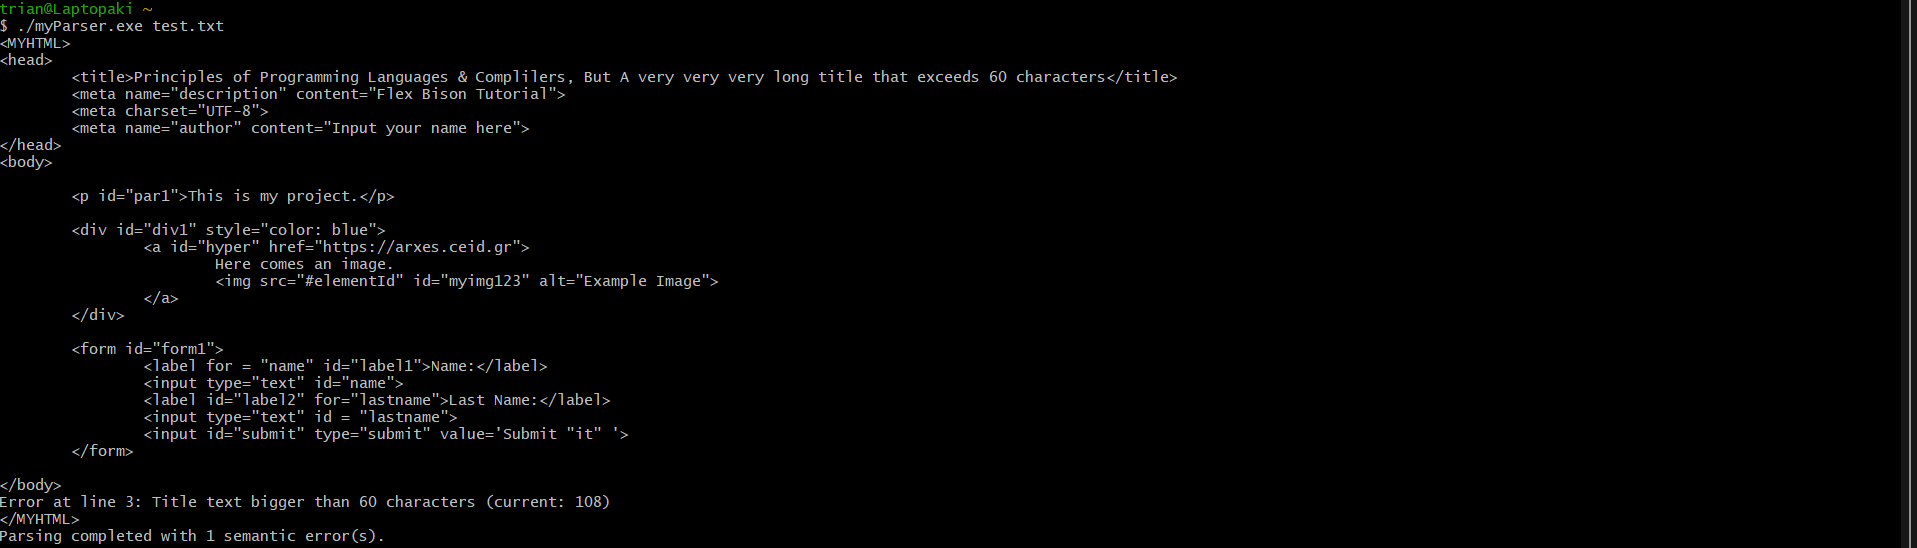 trian@Laptopaki ~
$ ./myParser.exe test.txt
<MYHTML>
<head>
        <title>Principles of Programming Languages & Complilers, But A very very very long title that exceeds 60 characters</title>
        <meta name="description" content="Flex Bison Tutorial">
        <meta charset="UTF-8">
        <meta name="author" content="Input your name here">
</head>
<body>

        <p id="par1">This is my project.</p>

        <div id="div1" style="color: blue">
                <a id="hyper" href="https://arxes.ceid.gr">
                        Here comes an image.
                        <img src="#elementId" id="myimg123" alt="Example Image">
                </a>
        </div>

        <form id="form1">
                <label for = "name" id="label1">Name:</label>
                <input type="text" id="name">
                <label id="label2" for="lastname">Last Name:</label>
                <input type="text" id = "lastname">
                <input id="submit" type="submit" value='Submit "it" '>
        </form>

</body>
Error at line 3: Title text bigger than 60 characters (current: 108)
</MYHTML>
Parsing completed with 1 semantic error(s).